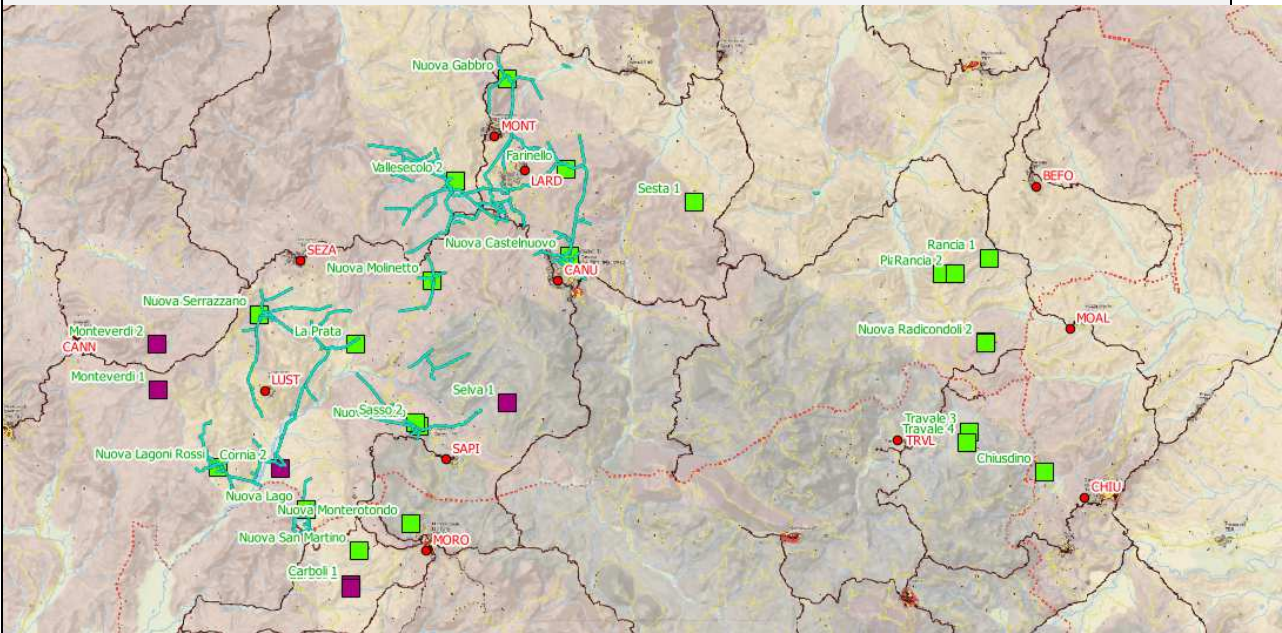 Nuova Gabbro
MONT
Farinello
Vallesecolo 2
LARD
BEFO
Sesta 1
Nuova Castelnuovo
Rancia 1
SEZA
Rancia 2
Nuova Molinetto
CANU
Nuova Serrazzano
Monteverdi 2
La Prata
Nuova Radicondoli 2
MOAL
CANN
Monteverdi 1
LUST
Selva 1
Sasso 2
Travale 3
Travale 4
TRVL
Nuova Lagoni Rossi
Cornia 2
SAPI
Chiusdino
CHIU
Nuova Lago
Nuova Monterotondo
Nuova San Martino
MORO
Carboli 1